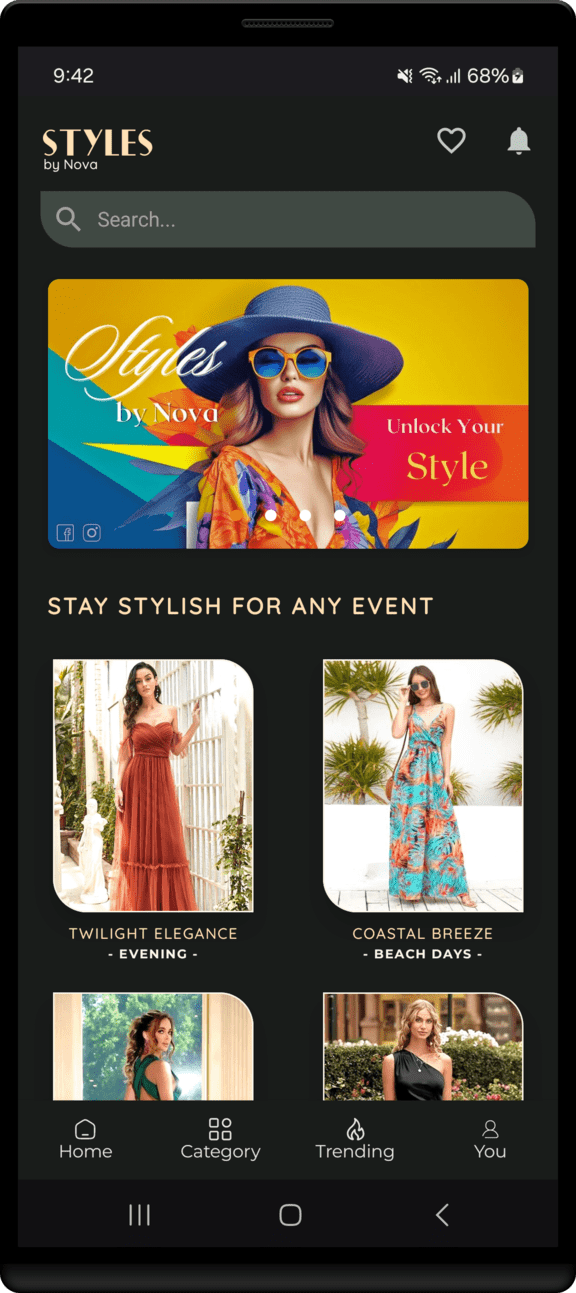 9:42
68%
STYLES
by Nova
Search...
Styles
by Nova
Unlock Your
Style
STAY STYLISH FOR ANY EVENT
TWILIGHT ELEGANCE
- EVENING -
COASTAL BREEZE
- BEACH DAYS -
Home
Category
Trending
You